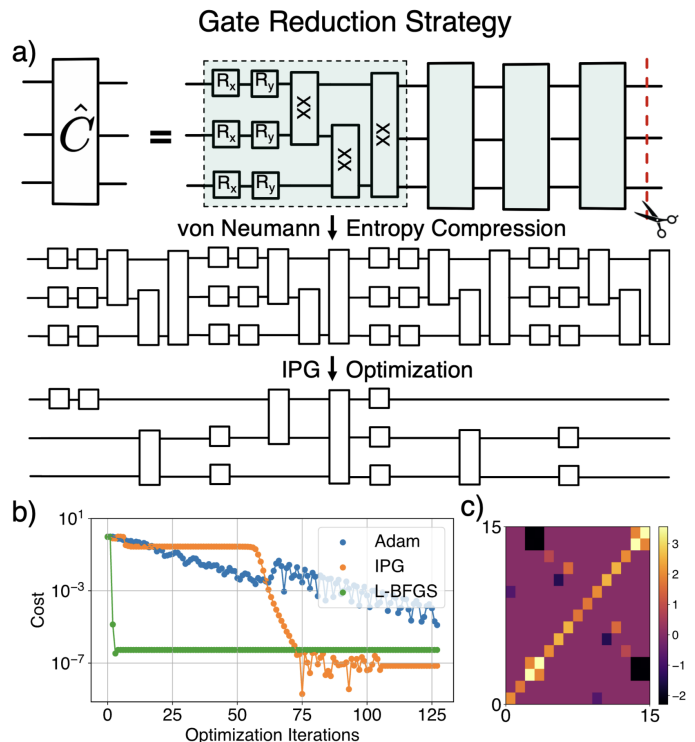 Gate Reduction Strategy
a)
Ĉ
=
Rx Ry
XX
XX
Rx Ry
XX
Rx Ry
von Neumann Entropy Compression
IPG Optimization
b)
c)
10¹
10⁻³
10⁻⁷
Cost
Adam
IPG
L-BFGS
0 25 50 75 100 125
Optimization Iterations
15
0
0 15
3
2
1
0
−1
−2